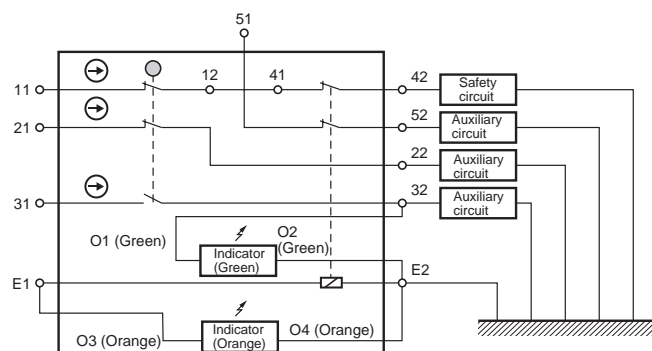 51
11
12
41
42
Safety
circuit
21
52
Auxiliary
circuit
22
Auxiliary
circuit
31
32
Auxiliary
circuit
O1 (Green)
O2
(Green)
Indicator
(Green)
E1
E2
Indicator
(Orange)
O3 (Orange)
O4 (Orange)